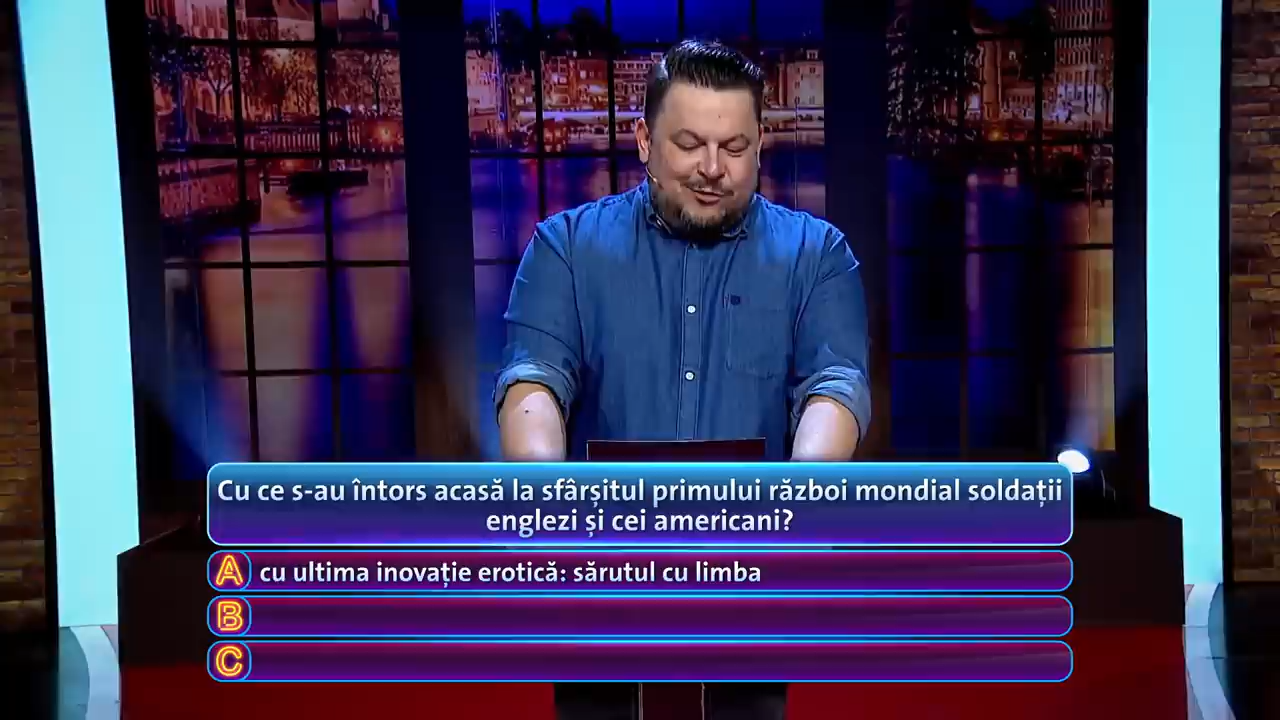 Cu ce s-au întors acasă la sfârșitul primului război mondial soldații
englezi și cei americani?
A cu ultima inovație erotică: sărutul cu limba
B
C